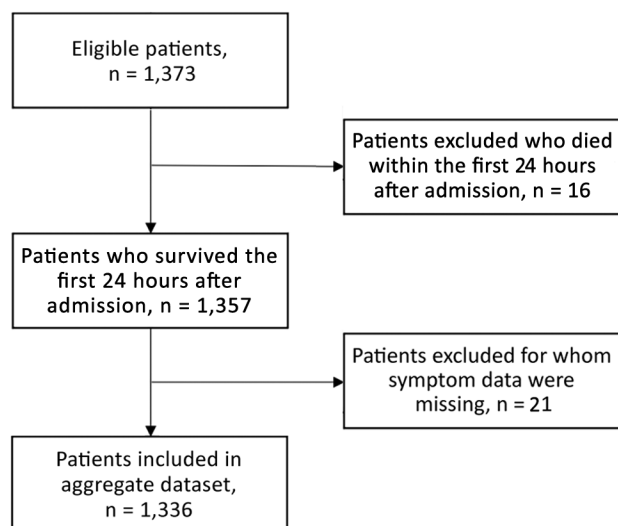 Eligible patients,
n = 1,373
Patients excluded who died
within the first 24 hours
after admission, n = 16
Patients who survived the
first 24 hours after
admission, n = 1,357
Patients excluded for whom
symptom data were
missing, n = 21
Patients included in
aggregate dataset,
n = 1,336